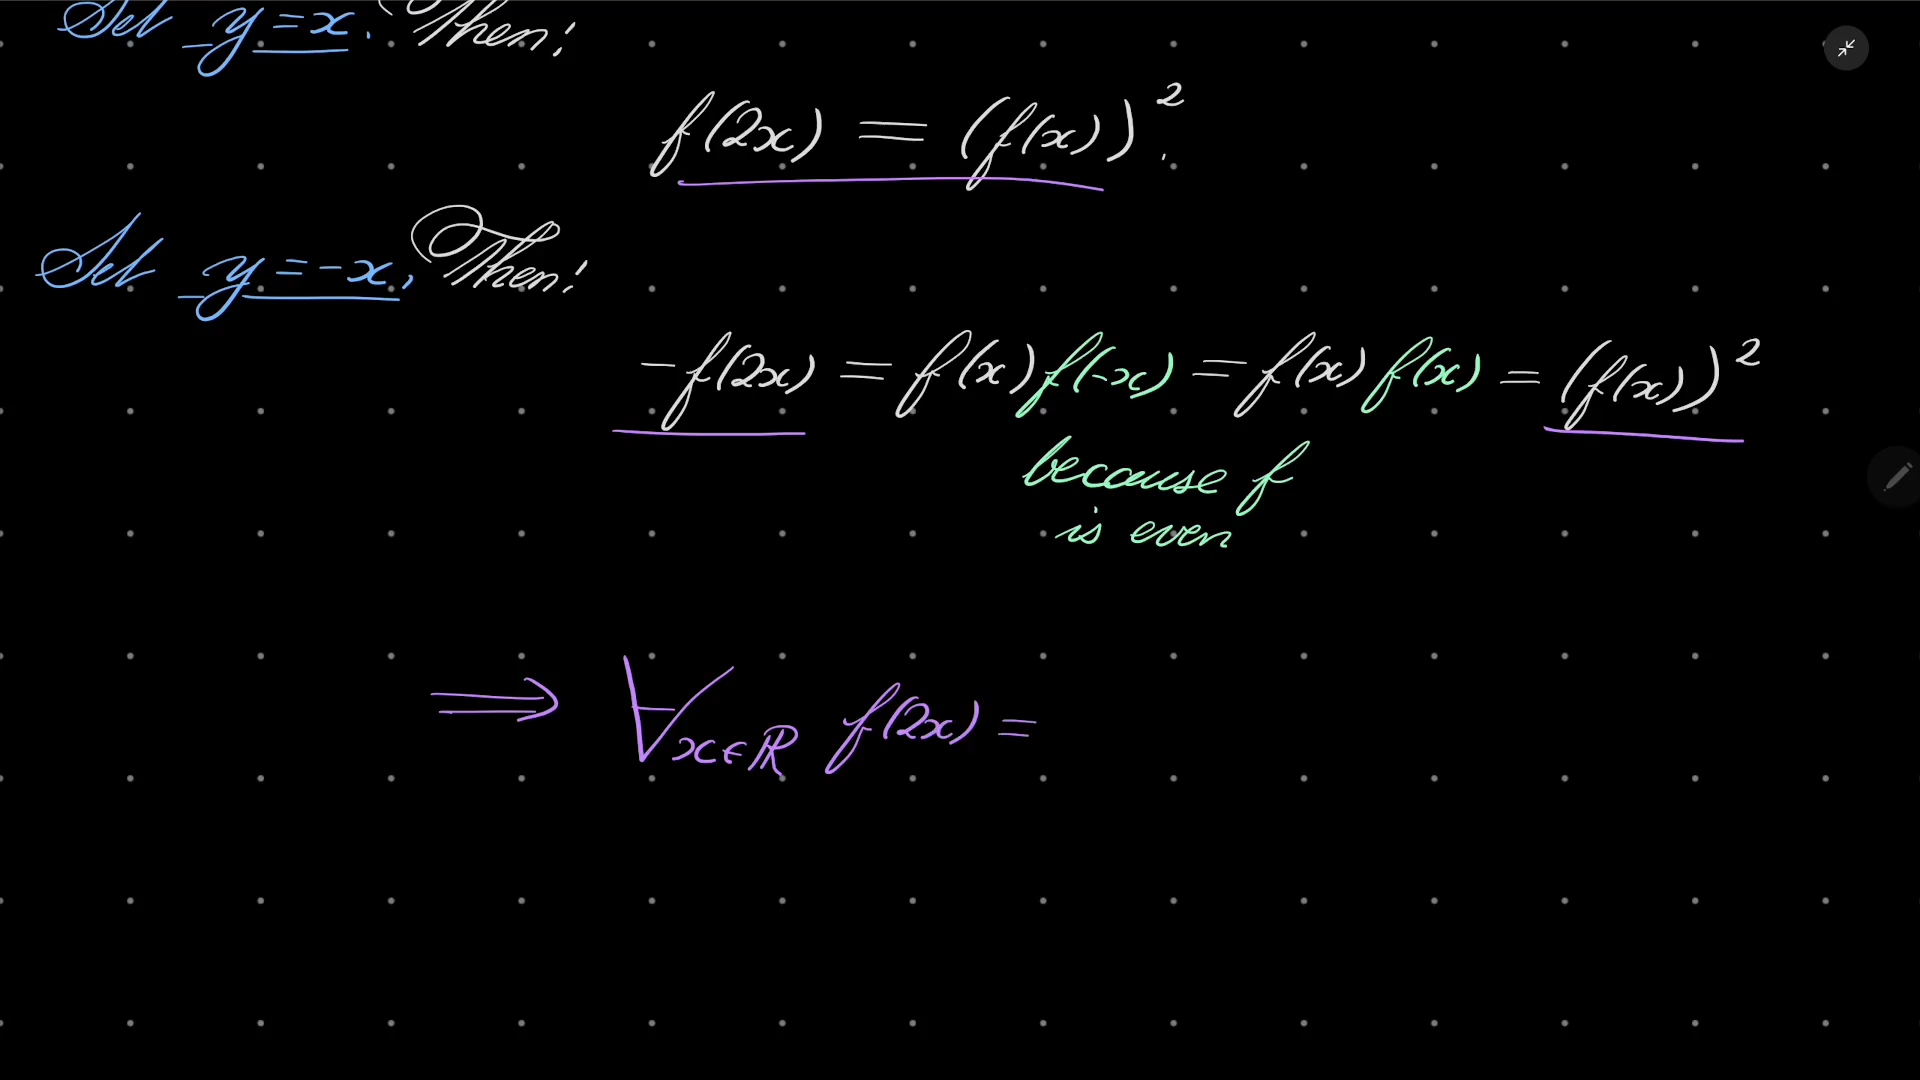 Set y=x. Then:
f(2x) = (f(x))².
Set y=-x, Then:
-f(2x) = f(x)f(-x) = f(x)f(x) = (f(x))²
because f
is even
⟹ ∀x∈ℝ f(2x) =